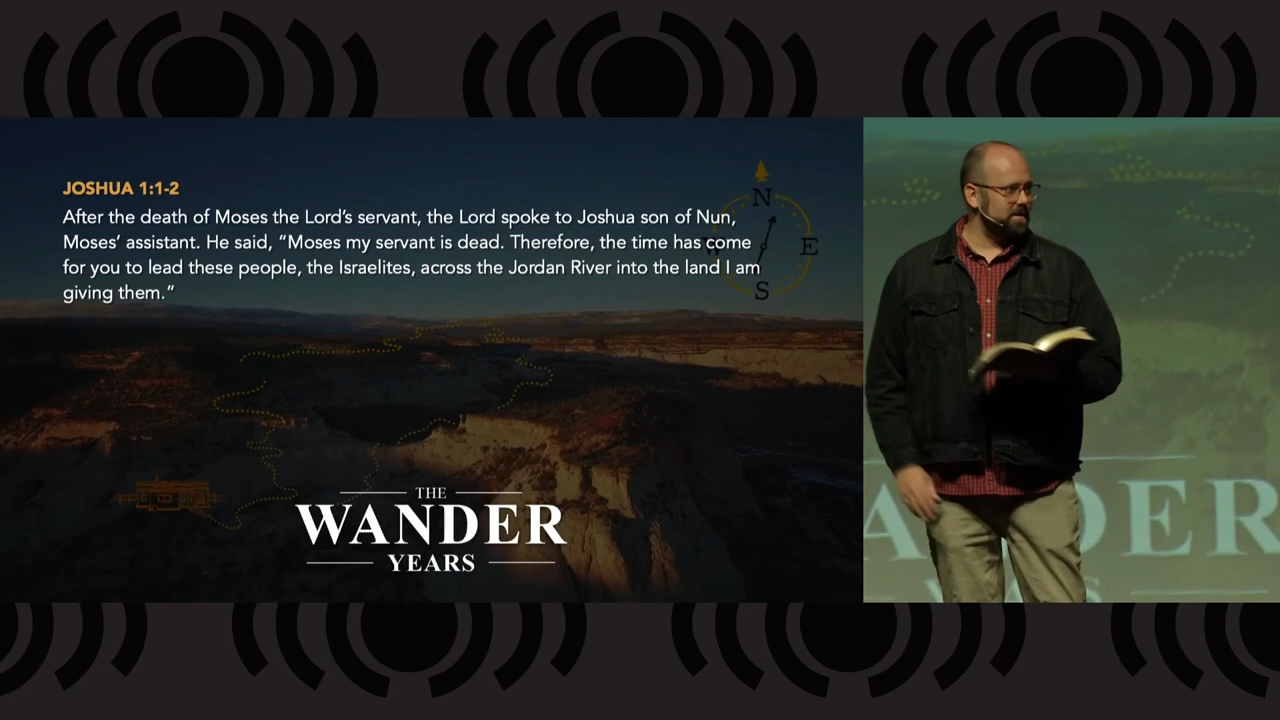 JOSHUA 1:1-2
After the death of Moses the Lord's servant, the Lord spoke to Joshua son of Nun,
Moses' assistant. He said, “Moses my servant is dead. Therefore, the time has come
for you to lead these people, the Israelites, across the Jordan River into the land I am
giving them.”
N
W E
S
THE
WANDER
YEARS
ANDER